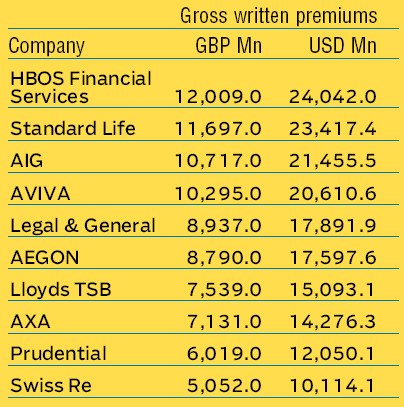 Gross written premiums
Company GBP Mn USD Mn
HBOS Financial
Services 12,009.0 24,042.0
Standard Life 11,697.0 23,417.4
AIG 10,717.0 21,455.5
AVIVA 10,295.0 20,610.6
Legal & General 8,937.0 17,891.9
AEGON 8,790.0 17,597.6
Lloyds TSB 7,539.0 15,093.1
AXA 7,131.0 14,276.3
Prudential 6,019.0 12,050.1
Swiss Re 5,052.0 10,114.1